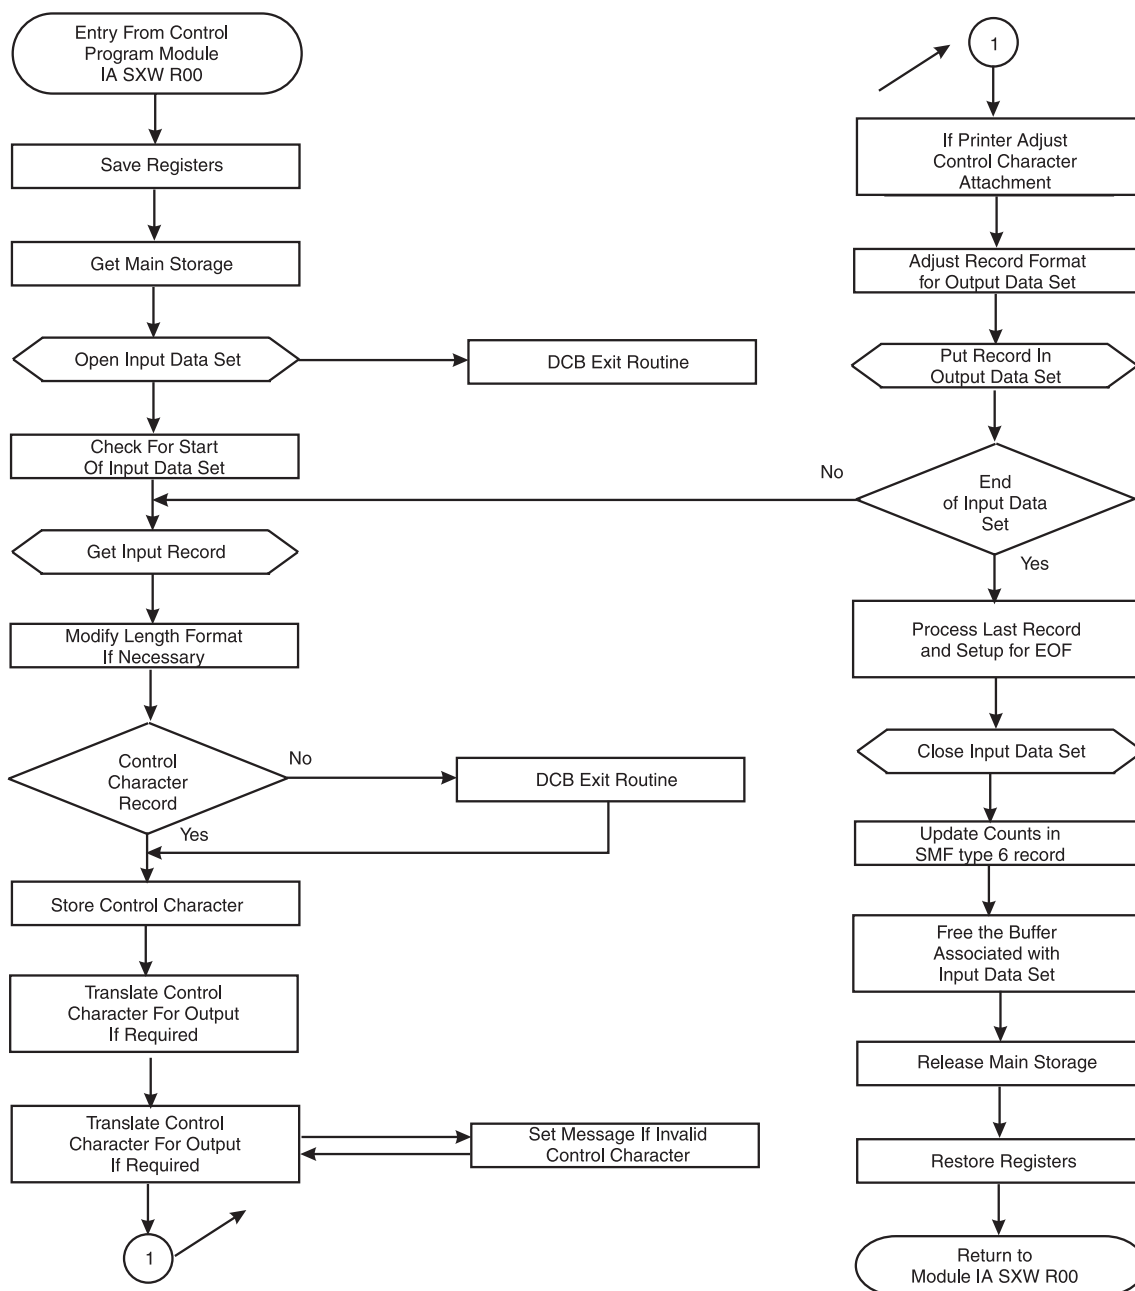 Entry From Control
Program Module
IA SXW R00
Save Registers
Get Main Storage
Open Input Data Set
DCB Exit Routine
Check For Start
Of Input Data Set
Get Input Record
Modify Length Format
If Necessary
Control
Character
Record
No
DCB Exit Routine
Yes
Store Control Character
Translate Control
Character For Output
If Required
Translate Control
Character For Output
If Required
Set Message If Invalid
Control Character
1
1
If Printer Adjust
Control Character
Attachment
Adjust Record Format
for Output Data Set
Put Record In
Output Data Set
No
End
of Input Data
Set
Yes
Process Last Record
and Setup for EOF
Close Input Data Set
Update Counts in
SMF type 6 record
Free the Buffer
Associated with
Input Data Set
Release Main Storage
Restore Registers
Return to
Module IA SXW R00